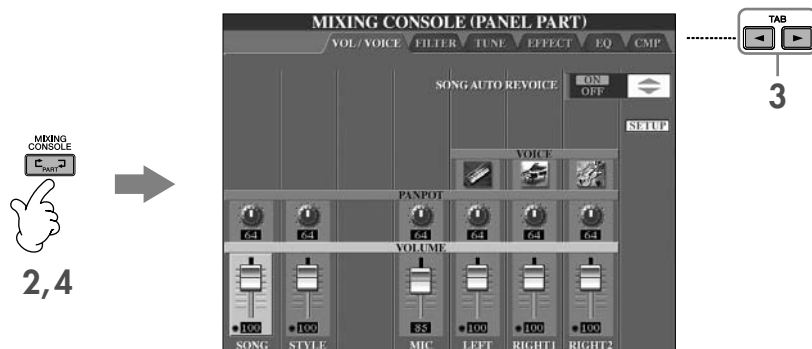 MIXING CONSOLE (PANEL PART)
VOL / VOICE FILTER TUNE EFFECT EQ CMP
TAB
3
SONG AUTO REVOICE ON
OFF
SETUP
MIXING
CONSOLE
PART
2,4
VOICE
PANPOT
64 64 64 64 64 64
VOLUME
100 100 85 100 100 100
SONG STYLE MIC LEFT RIGHT1 RIGHT2